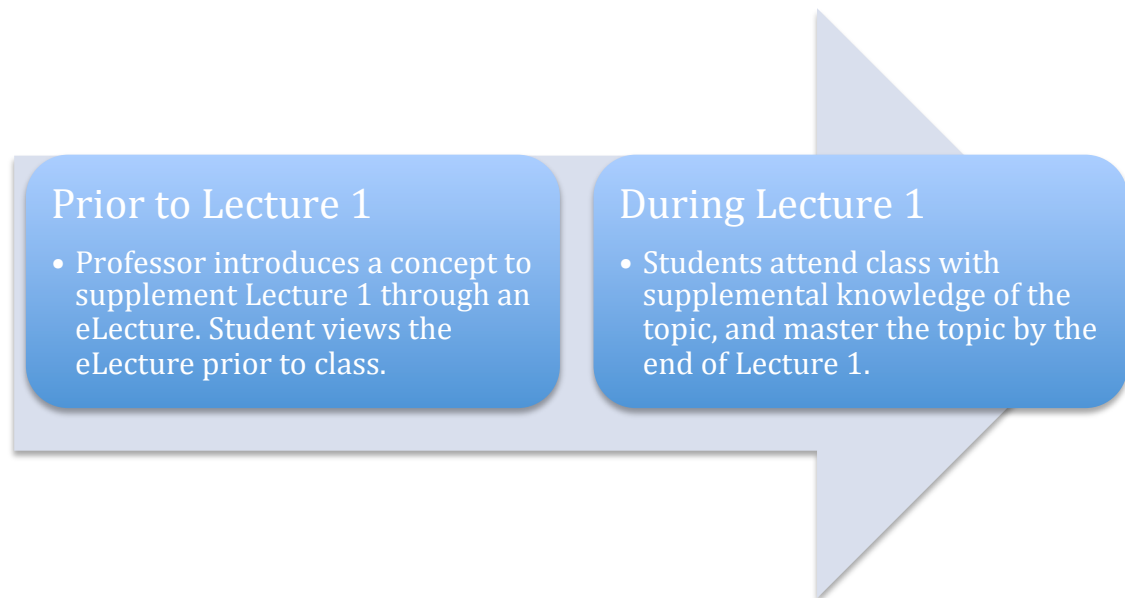 Prior to Lecture 1
• Professor introduces a concept to
supplement Lecture 1 through an
eLecture. Student views the
eLecture prior to class.
During Lecture 1
• Students attend class with
supplemental knowledge of the
topic, and master the topic by the
end of Lecture 1.